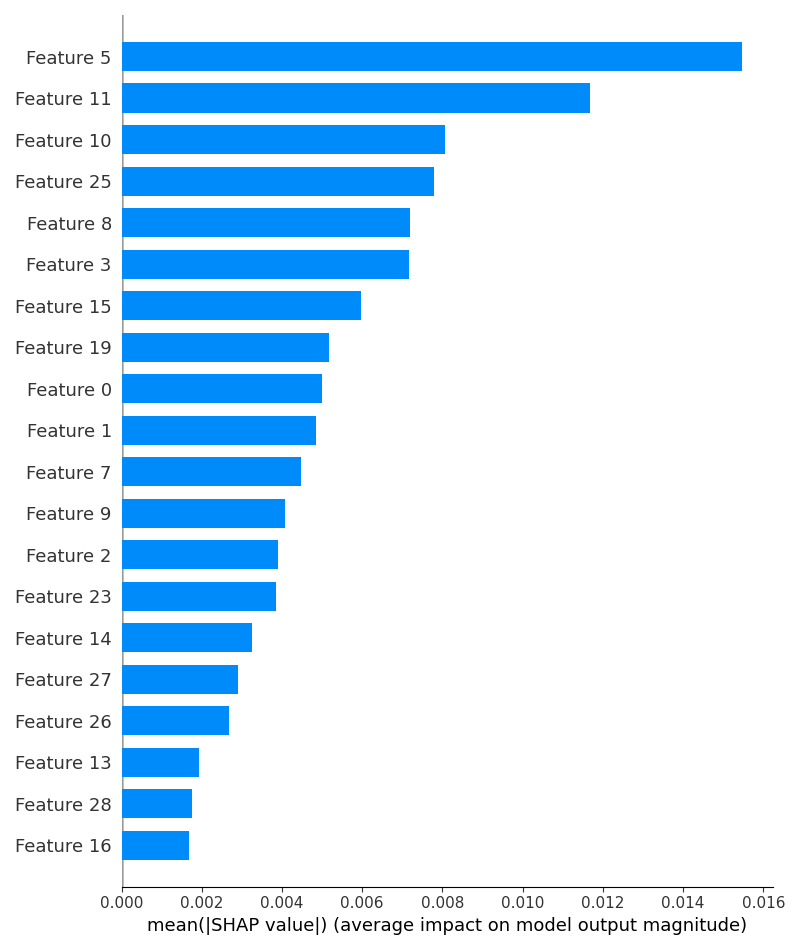 Feature 5
Feature 11
Feature 10
Feature 25
Feature 8
Feature 3
Feature 15
Feature 19
Feature 0
Feature 1
Feature 7
Feature 9
Feature 2
Feature 23
Feature 14
Feature 27
Feature 26
Feature 13
Feature 28
Feature 16
0.000 0.002 0.004 0.006 0.008 0.010 0.012 0.014 0.016
mean(|SHAP value|) (average impact on model output magnitude)